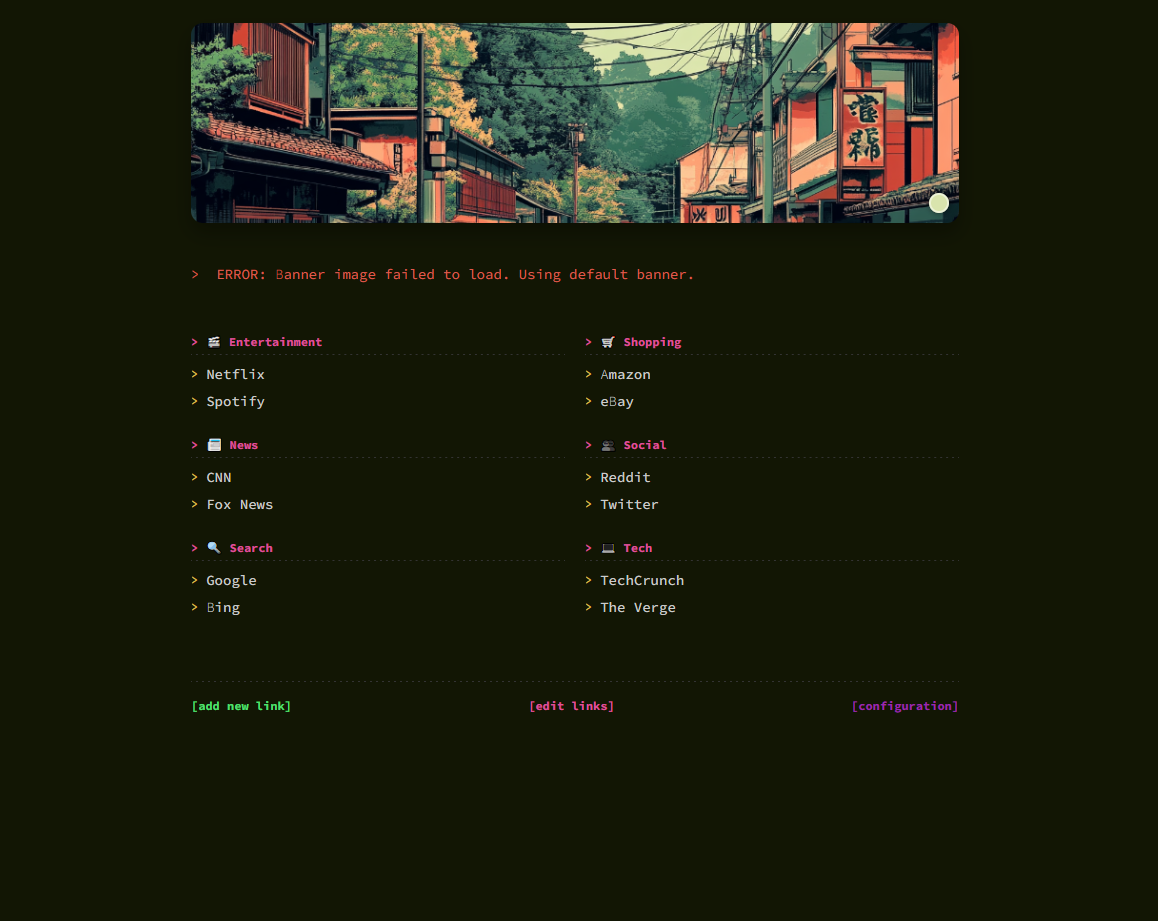 > ERROR: Banner image failed to load. Using default banner.
> Entertainment
> Netflix
> Spotify
> Shopping
> Amazon
> eBay
> News
> CNN
> Fox News
> Social
> Reddit
> Twitter
> Search
> Google
> Bing
> Tech
> TechCrunch
> The Verge
[add new link]
[edit links]
[configuration]